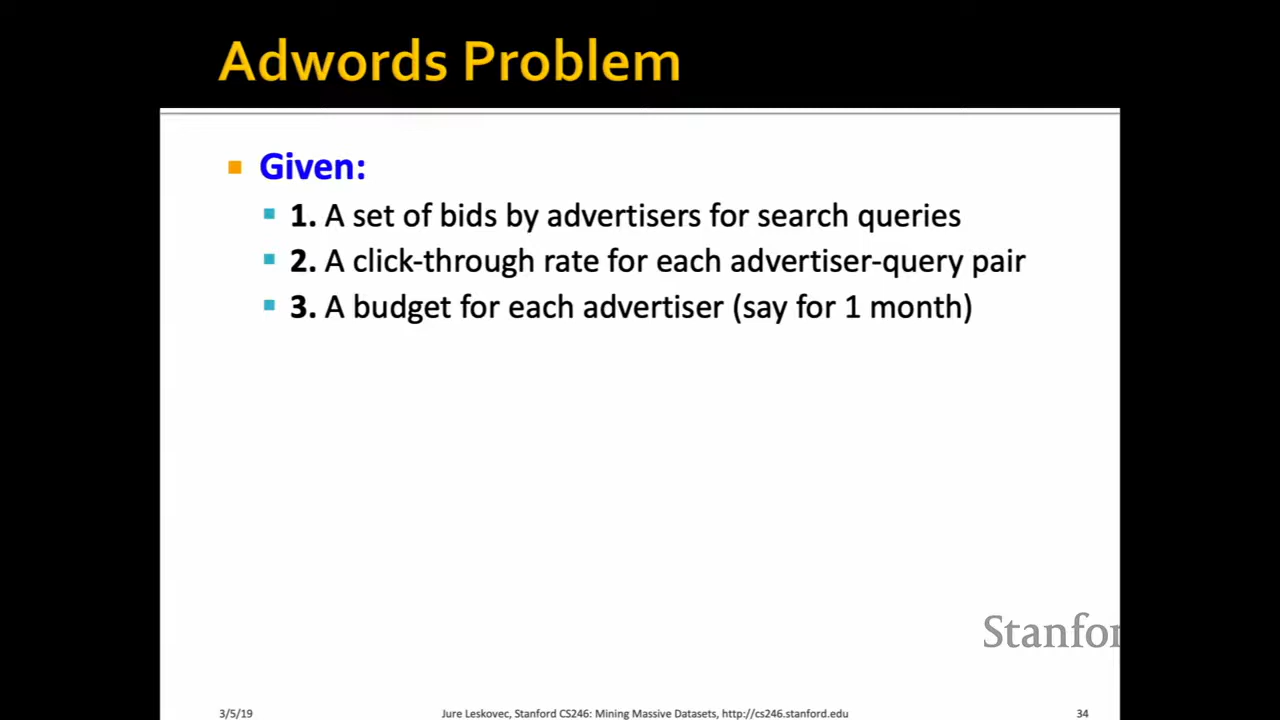 Adwords Problem
Given:
1. A set of bids by advertisers for search queries
2. A click-through rate for each advertiser-query pair
3. A budget for each advertiser (say for 1 month)
Stanfor
3/5/19 Jure Leskovec, Stanford CS246: Mining Massive Datasets, http://cs246.stanford.edu 34